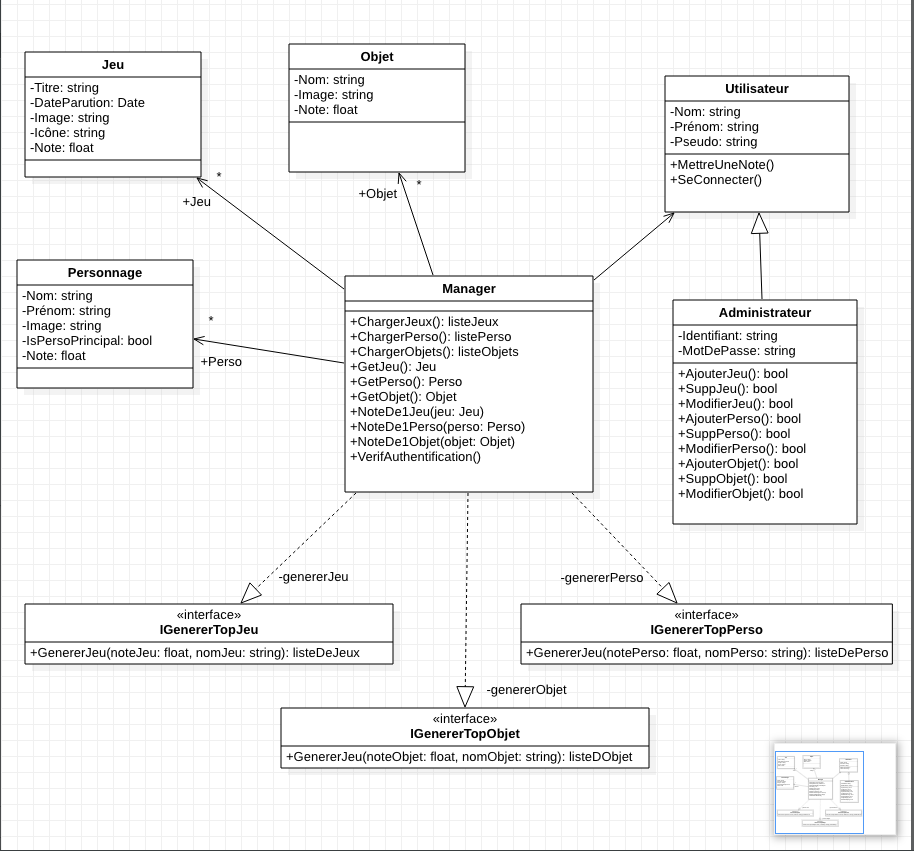 Jeu
-Titre: string
-DateParution: Date
-Image: string
-Icône: string
-Note: float
*
+Jeu
Objet
-Nom: string
-Image: string
-Note: float
+Objet
*
Utilisateur
-Nom: string
-Prénom: string
-Pseudo: string
+MettreUneNote()
+SeConnecter()
Personnage
-Nom: string
-Prénom: string
-Image: string
-IsPersoPrincipal: bool
-Note: float
*
+Perso
Manager
+ChargerJeux(): listeJeux
+ChargerPerso(): listePerso
+ChargerObjets(): listeObjets
+GetJeu(): Jeu
+GetPerso(): Perso
+GetObjet(): Objet
+NoteDe1Jeu(jeu: Jeu)
+NoteDe1Perso(perso: Perso)
+NoteDe1Objet(objet: Objet)
+VerifAuthentification()
Administrateur
-Identifiant: string
-MotDePasse: string
+AjouterJeu(): bool
+SuppJeu(): bool
+ModifierJeu(): bool
+AjouterPerso(): bool
+SuppPerso(): bool
+ModifierPerso(): bool
+AjouterObjet(): bool
+SuppObjet(): bool
+ModifierObjet(): bool
-genererJeu
-genererPerso
«interface»
IGenererTopJeu
+GenererJeu(noteJeu: float, nomJeu: string): listeDeJeux
«interface»
IGenererTopPerso
+GenererJeu(notePerso: float, nomPerso: string): listeDePerso
-genererObjet
«interface»
IGenererTopObjet
+GenererJeu(noteObjet: float, nomObjet: string): listeDObjet